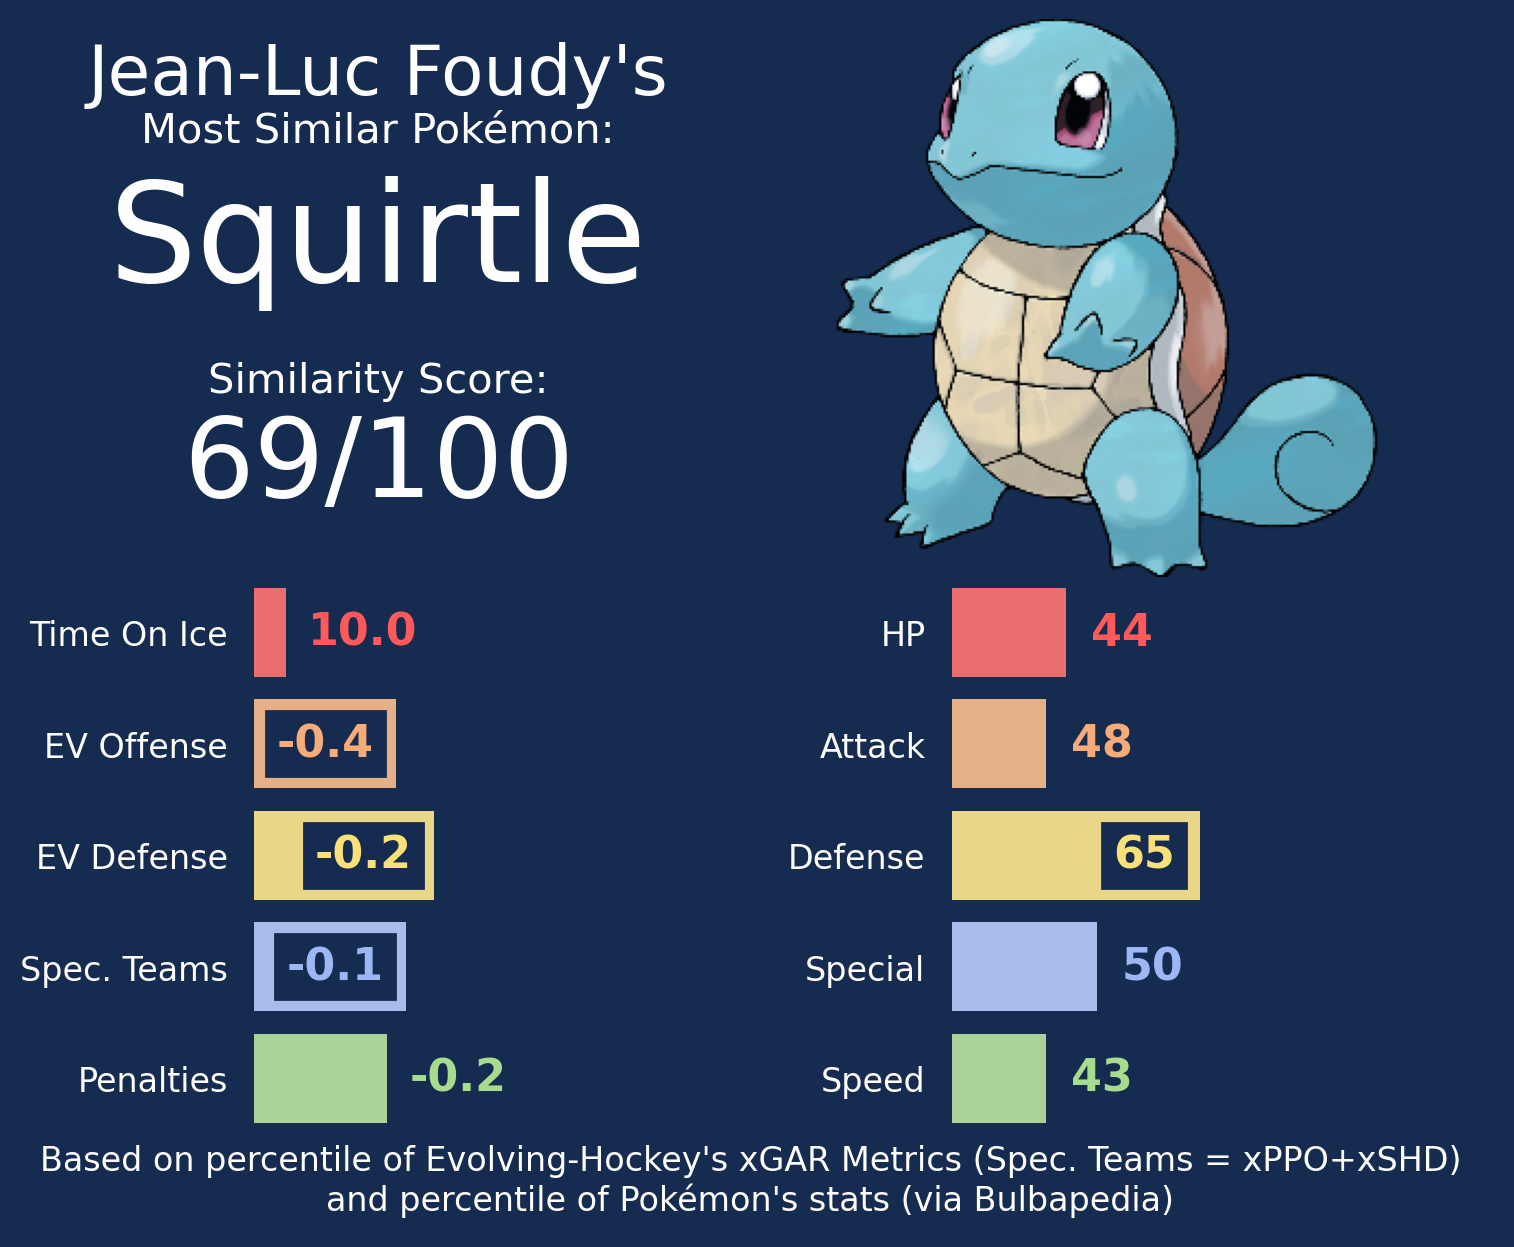 Jean-Luc Foudy's
Most Similar Pokémon:
Squirtle
Similarity Score:
69/100
Time On Ice 10.0
EV Offense -0.4
EV Defense -0.2
Spec. Teams -0.1
Penalties -0.2
HP 44
Attack 48
Defense 65
Special 50
Speed 43
Based on percentile of Evolving-Hockey's xGAR Metrics (Spec. Teams = xPPO+xSHD)
and percentile of Pokémon's stats (via Bulbapedia)